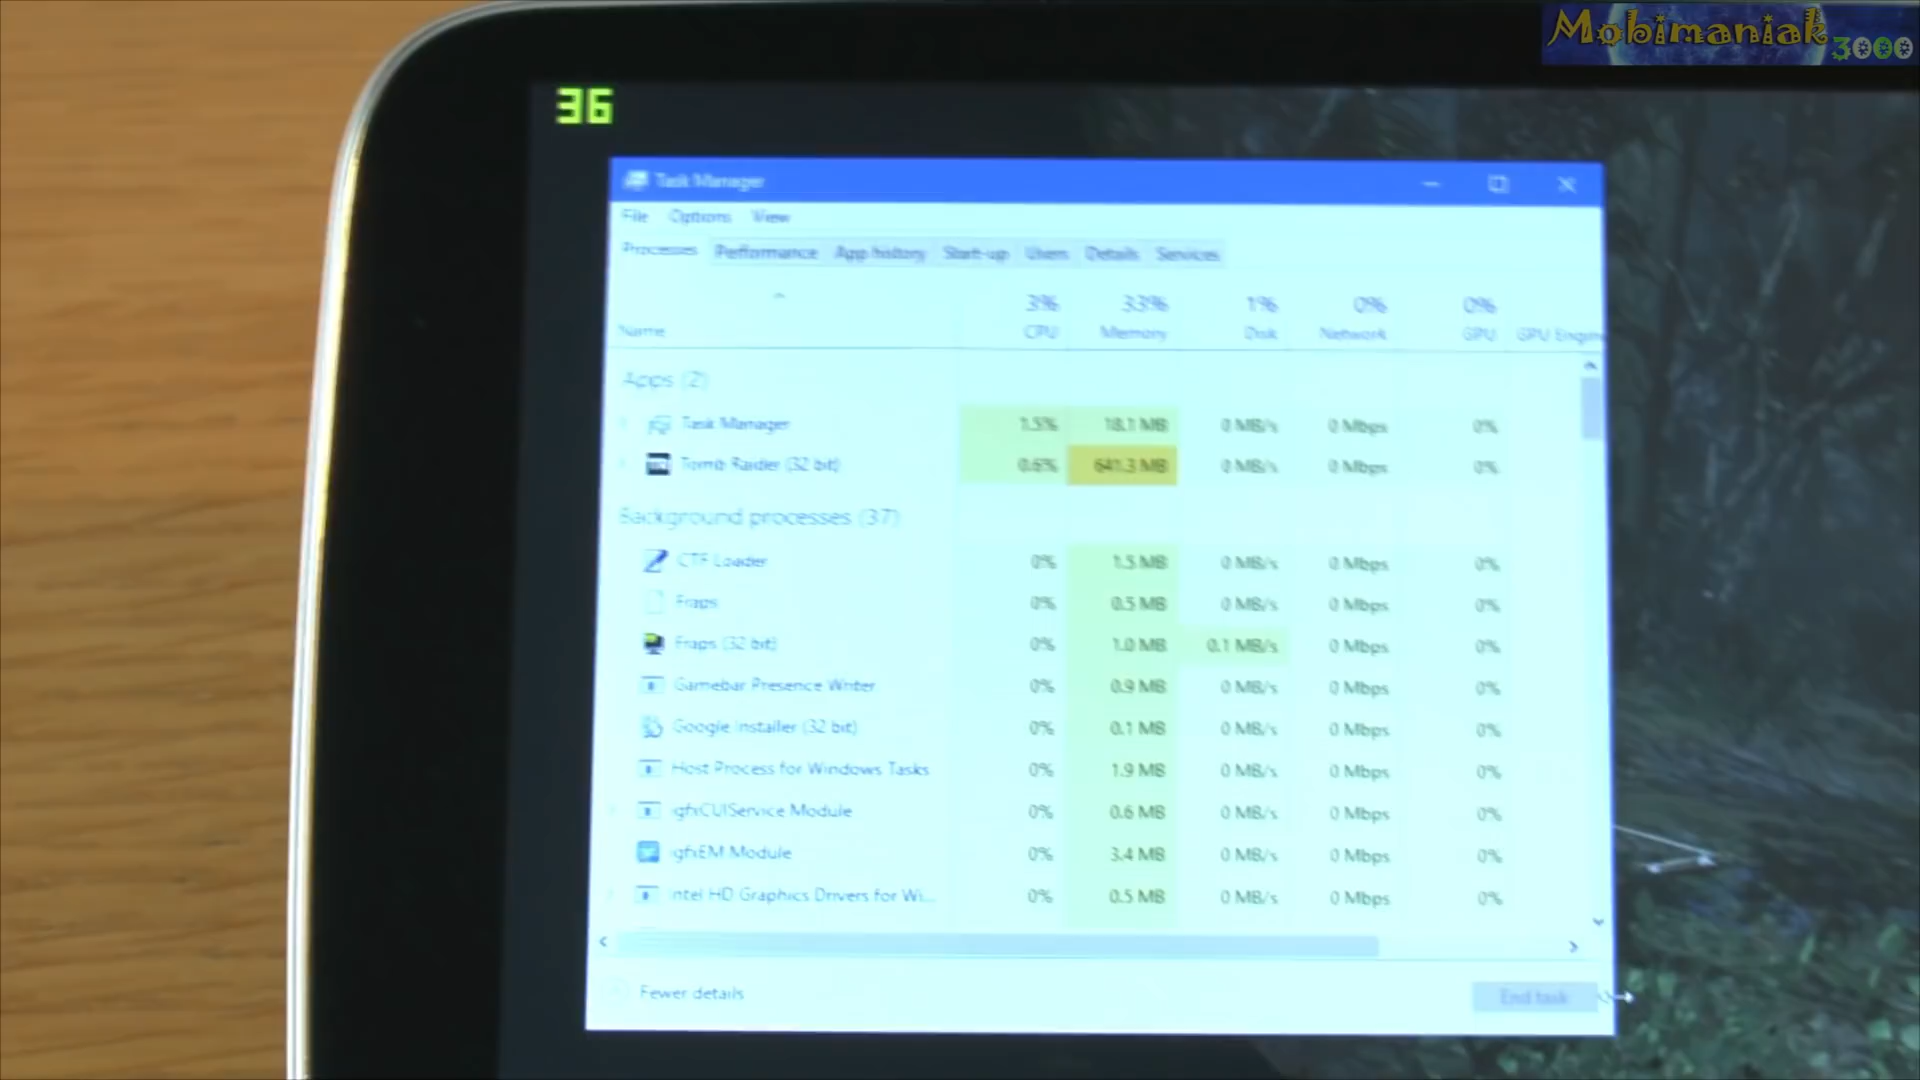 Mobimaniak 3000
36
Task Manager
File Options View
Processes Performance App history Start-up Users Details Services
3% 33% 1% 0% 0%
Name CPU Memory Disk Network GPU GPU Engin
Apps (2)
Task Manager 1.5% 18.1 MB 0 MB/s 0 Mbps 0%
Tomb Raider (32 bit) 0.6% 641.3 MB 0 MB/s 0 Mbps 0%
Background processes (37)
CTF Loader 0% 1.5 MB 0 MB/s 0 Mbps 0%
Fraps 0% 0.5 MB 0 MB/s 0 Mbps 0%
Fraps (32 bit) 0% 1.0 MB 0.1 MB/s 0 Mbps 0%
Gamebar Presence Writer 0% 0.9 MB 0 MB/s 0 Mbps 0%
Google Installer (32 bit) 0% 0.1 MB 0 MB/s 0 Mbps 0%
Host Process for Windows Tasks 0% 1.9 MB 0 MB/s 0 Mbps 0%
igfxCUIService Module 0% 0.6 MB 0 MB/s 0 Mbps 0%
igfxEM Module 0% 3.4 MB 0 MB/s 0 Mbps 0%
Intel HD Graphics Drivers for Wi... 0% 0.5 MB 0 MB/s 0 Mbps 0%
Fewer details End task